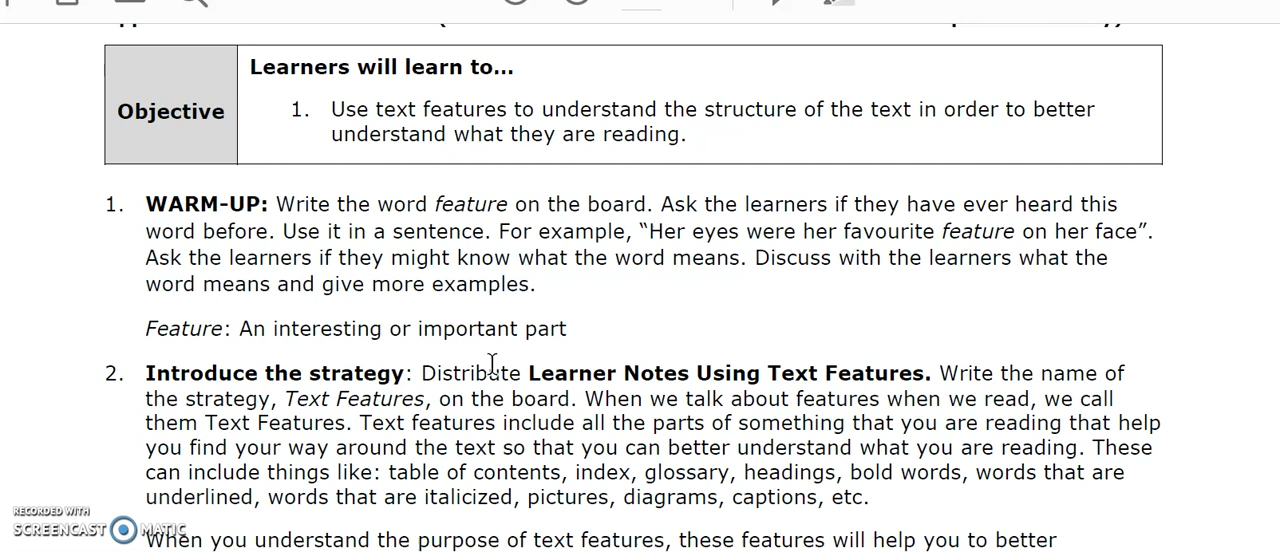 Learners will learn to...
Objective
1. Use text features to understand the structure of the text in order to better
understand what they are reading.
1. WARM-UP: Write the word feature on the board. Ask the learners if they have ever heard this
word before. Use it in a sentence. For example, “Her eyes were her favourite feature on her face”.
Ask the learners if they might know what the word means. Discuss with the learners what the
word means and give more examples.
Feature: An interesting or important part
2. Introduce the strategy: Distribute Learner Notes Using Text Features. Write the name of
the strategy, Text Features, on the board. When we talk about features when we read, we call
them Text Features. Text features include all the parts of something that you are reading that help
you find your way around the text so that you can better understand what you are reading. These
can include things like: table of contents, index, glossary, headings, bold words, words that are
underlined, words that are italicized, pictures, diagrams, captions, etc.
RECORDED WITH
SCREENCAST MATIC
When you understand the purpose of text features, these features will help you to better